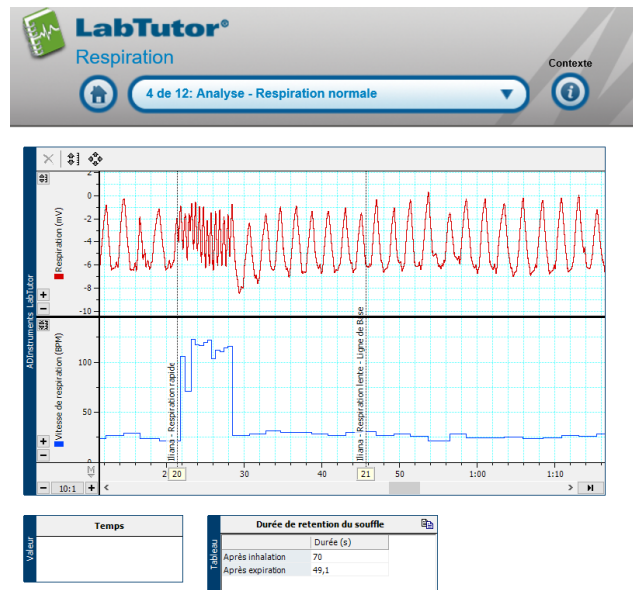 LabTutor®
Respiration
Contexte
4 de 12: Analyse - Respiration normale
Respiration (mV)
2
0
-2
-4
-6
-8
-10
ADInstruments LabTutor
Vitesse de respiration (BPM)
100
50
0
Iliana - Respiration rapide
Iliana - Respiration lente - Ligne de Base
2 20 30 40 21 50 1:00 1:10
10:1
Valeur
Temps
Tableau
Durée de retention du souffle
Durée (s)
Après inhalation 70
Après expiration 49,1